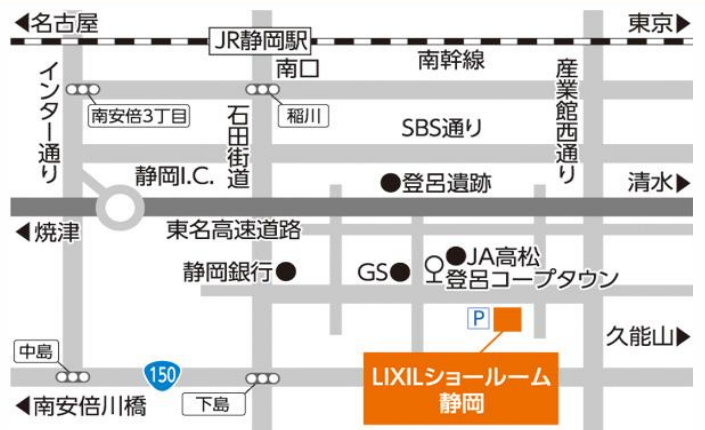 ◀名古屋
東京▶
JR静岡駅
南口
南幹線
インター通り
南安倍3丁目
石田街道
稲川
産業館西通り
SBS通り
静岡I.C.
●登呂遺跡
清水▶
◀焼津
東名高速道路
静岡銀行●
GS●
●JA高松
登呂コープタウン
P
久能山▶
中島
150
LIXILショールーム
静岡
◀南安倍川橋
下島